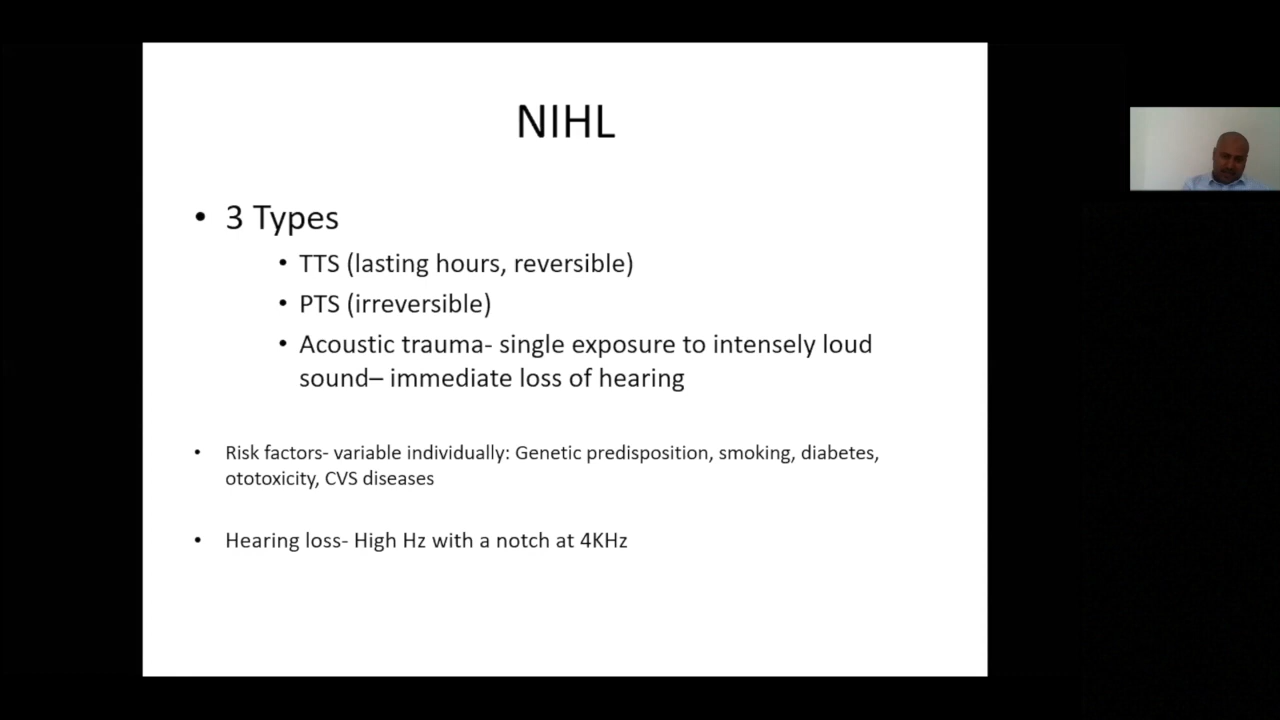 NIHL
• 3 Types
• TTS (lasting hours, reversible)
• PTS (irreversible)
• Acoustic trauma- single exposure to intensely loud
sound– immediate loss of hearing
• Risk factors- variable individually: Genetic predisposition, smoking, diabetes,
ototoxicity, CVS diseases
• Hearing loss- High Hz with a notch at 4KHz